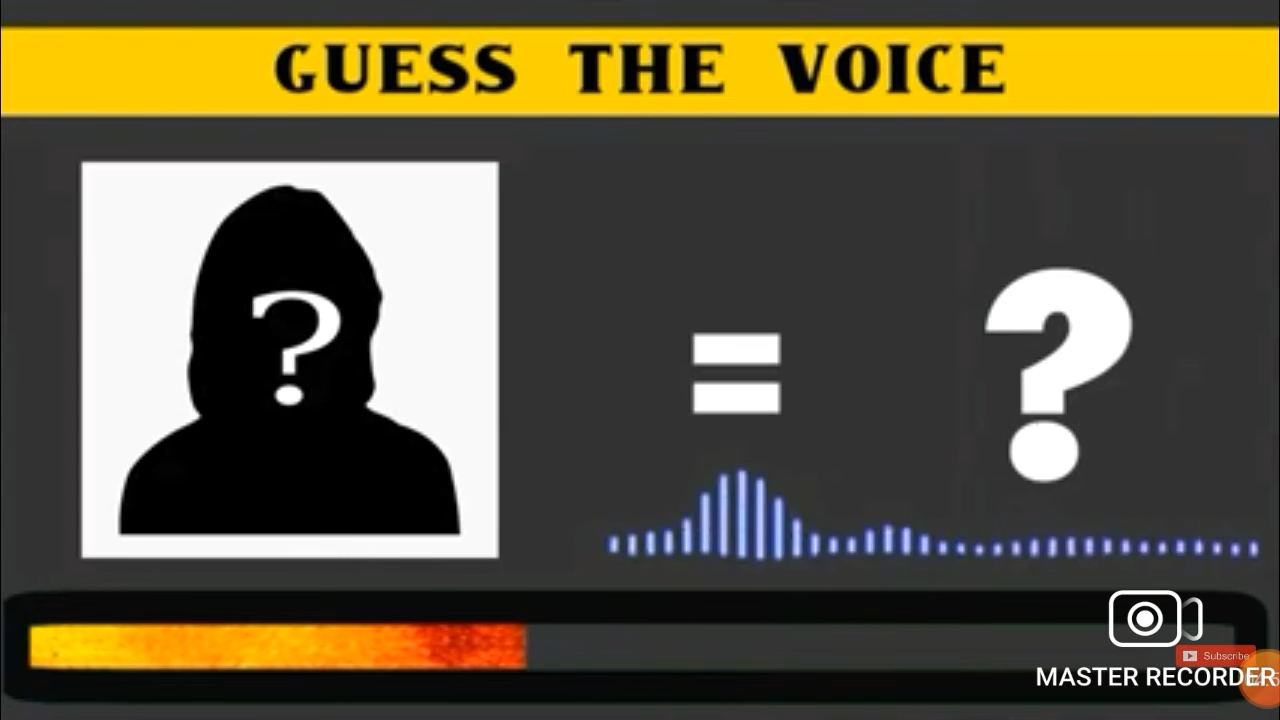 GUESS THE VOICE
?
= ?
Subscribe
MASTER RECORDER